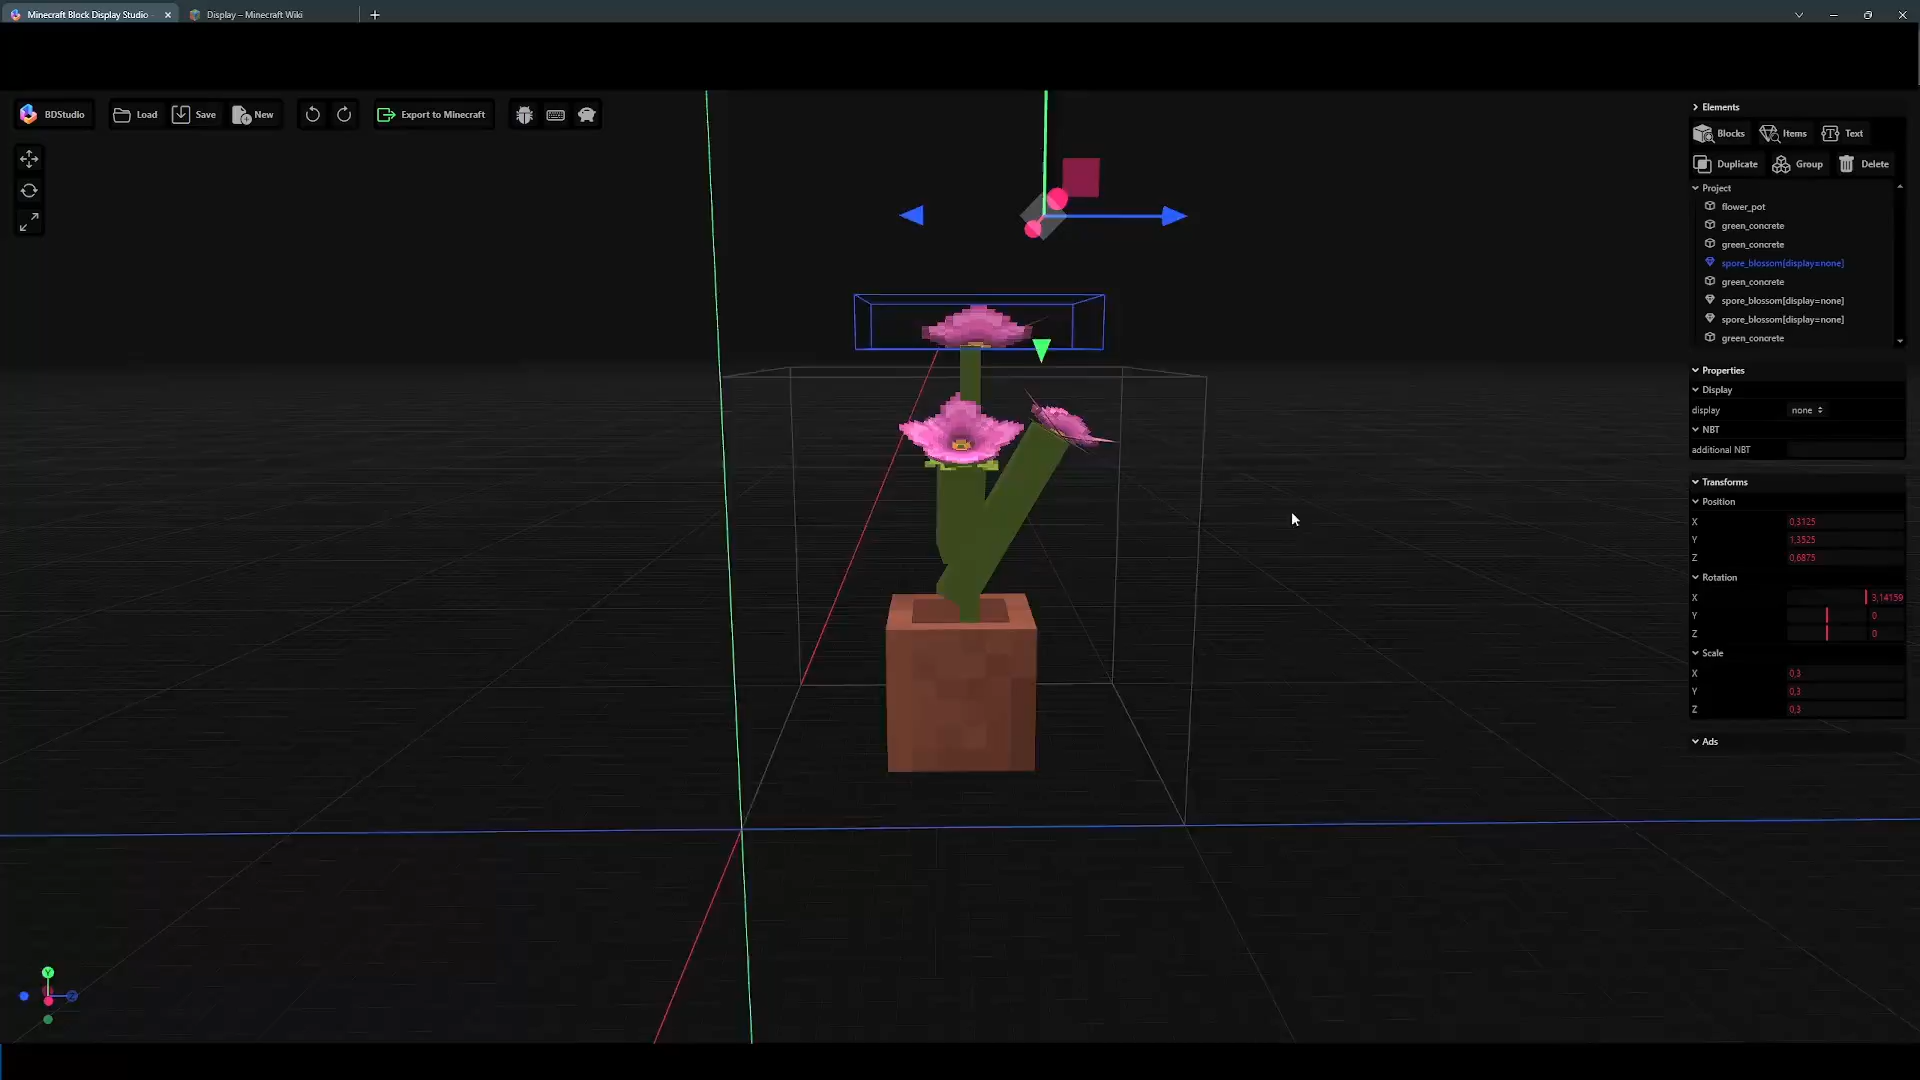 Minecraft Block Display Studio
Display – Minecraft Wiki
BDStudio
Load
Save
New
Export to Minecraft
Elements
Blocks
Items
Text
Duplicate
Group
Delete
Project
flower_pot
green_concrete
green_concrete
spore_blossom[display=none]
green_concrete
spore_blossom[display=none]
spore_blossom[display=none]
green_concrete
Properties
Display
display none
NBT
additional NBT
Transforms
Position
X 0,3125
Y 1,3525
Z 0,6875
Rotation
X 3,14159
Y 0
Z 0
Scale
X 0,3
Y 0,3
Z 0,3
Ads
Y
Z